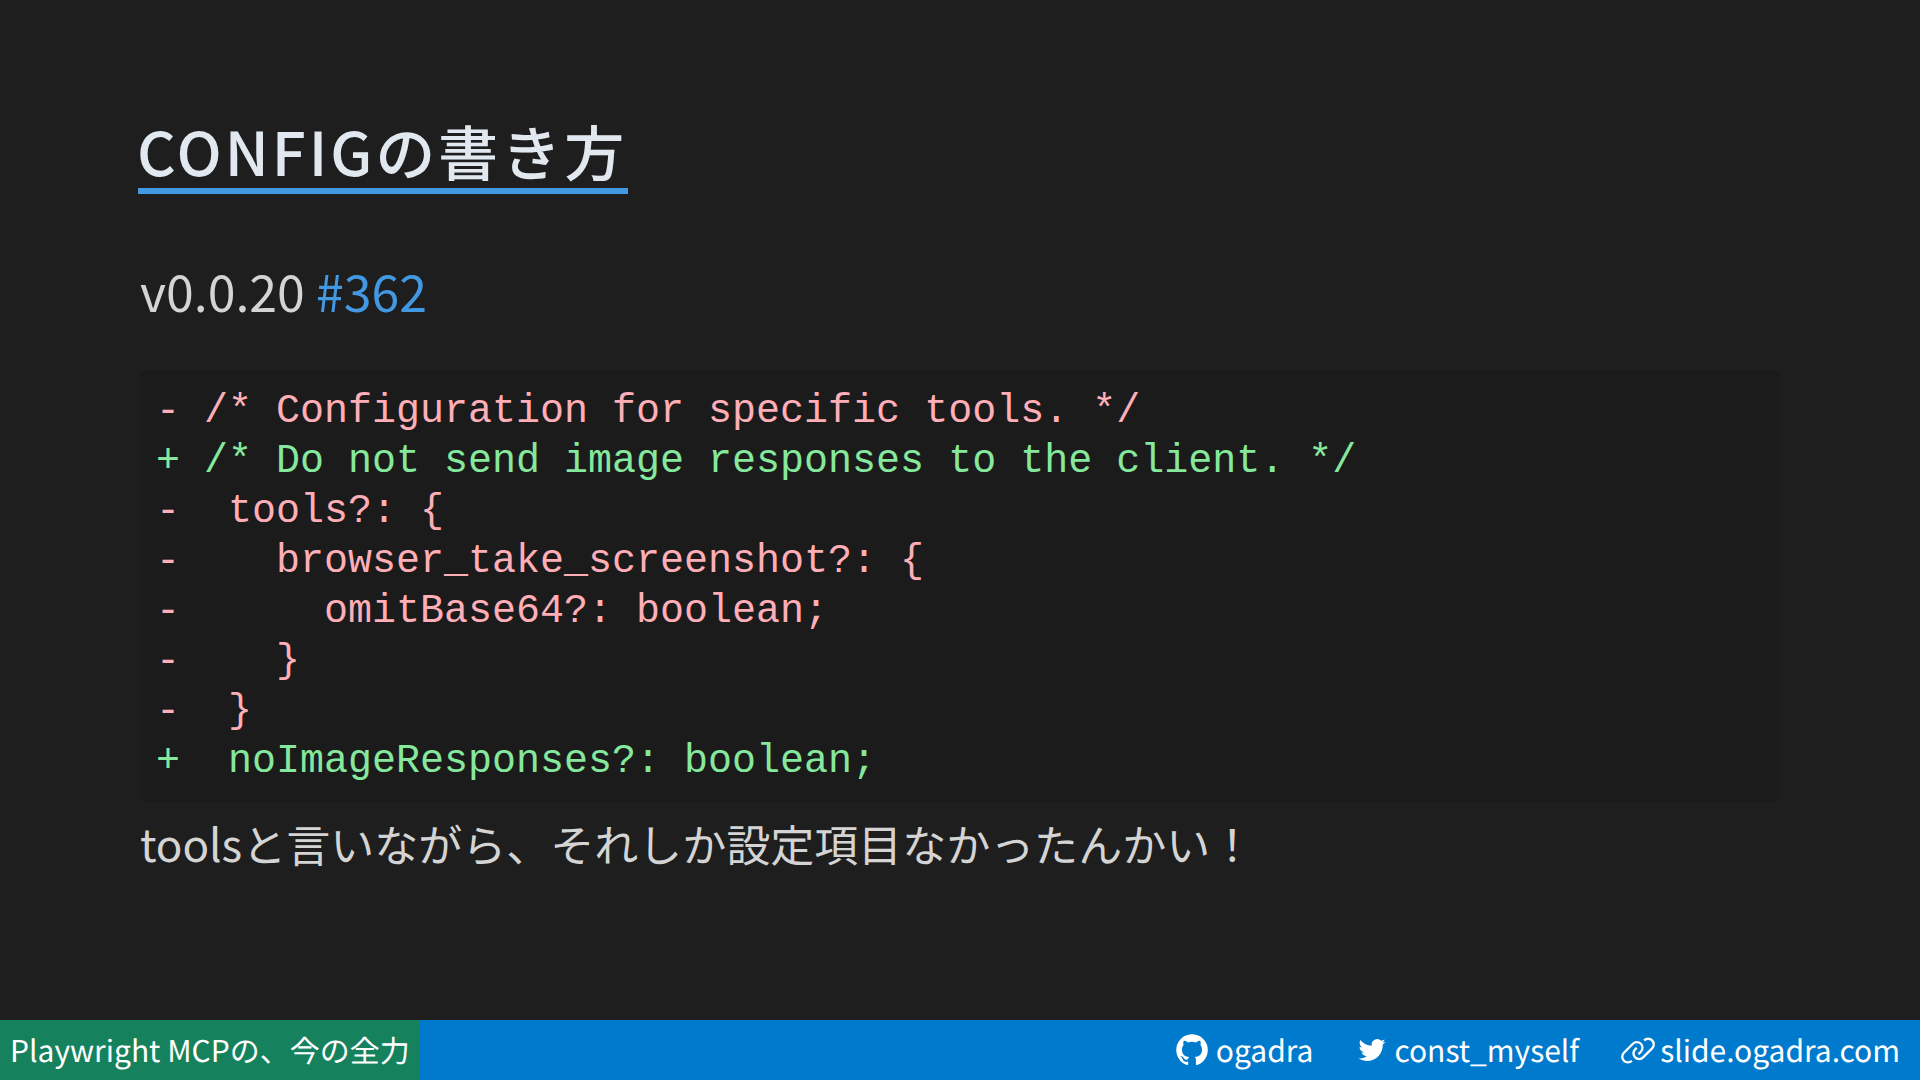 CONFIGの書き方
v0.0.20 #362
- /* Configuration for specific tools. */
+ /* Do not send image responses to the client. */
-  tools?: {
-    browser_take_screenshot?: {
-      omitBase64?: boolean;
-    }
-  }
+  noImageResponses?: boolean;
toolsと言いながら、それしか設定項目なかったんかい！
Playwright MCPの、今の全力
ogadra const_myself slide.ogadra.com